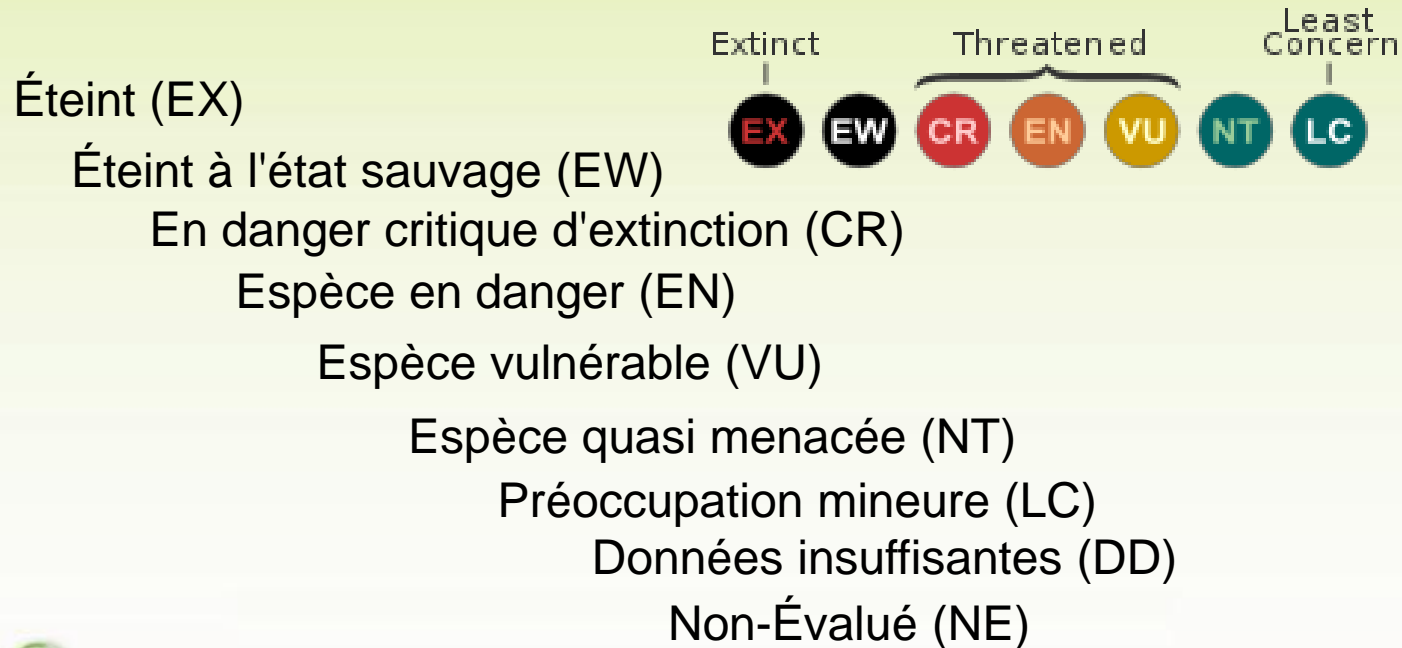 Extinct Threatened Least Concern
EX EW CR EN VU NT LC
Éteint (EX)
Éteint à l'état sauvage (EW)
En danger critique d'extinction (CR)
Espèce en danger (EN)
Espèce vulnérable (VU)
Espèce quasi menacée (NT)
Préoccupation mineure (LC)
Données insuffisantes (DD)
Non-Évalué (NE)